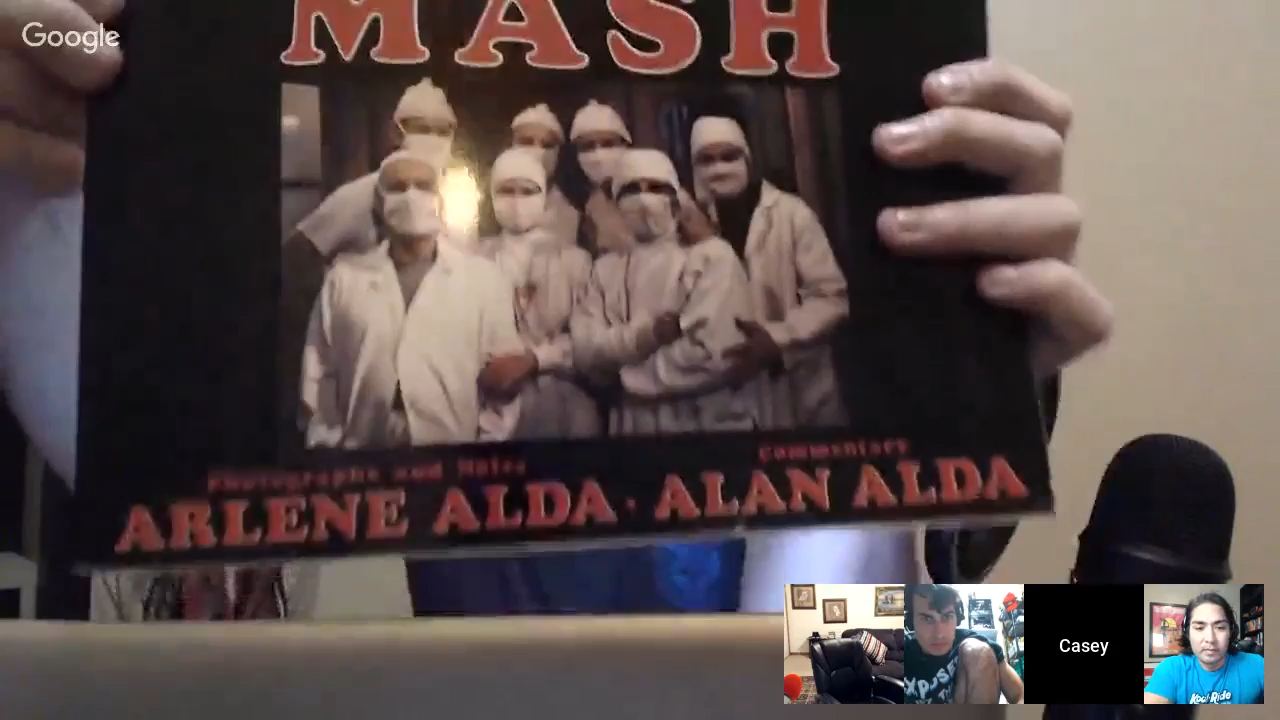 Google
MASH
Photographs and Notes
Commentary
ARLENE ALDA · ALAN ALDA
Casey